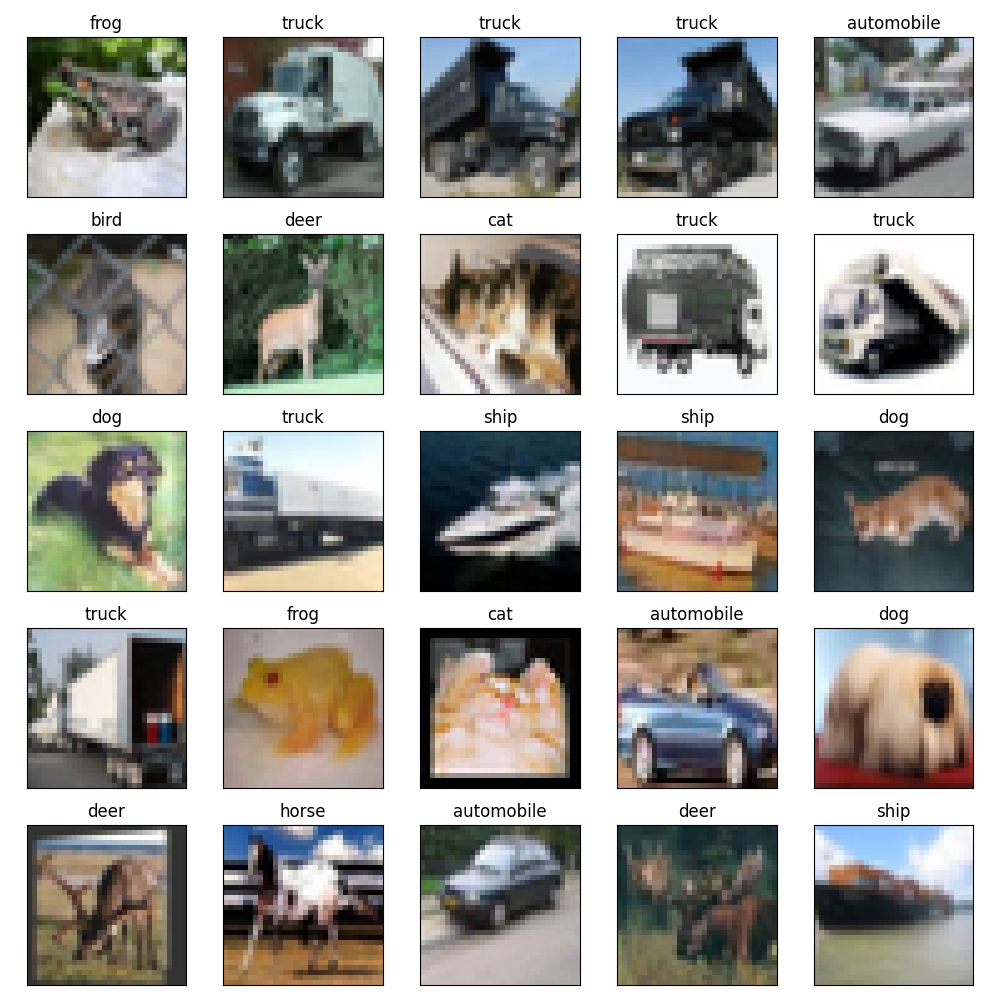 frog truck truck truck automobile
bird deer cat truck truck
dog truck ship ship dog
truck frog cat automobile dog
deer horse automobile deer ship